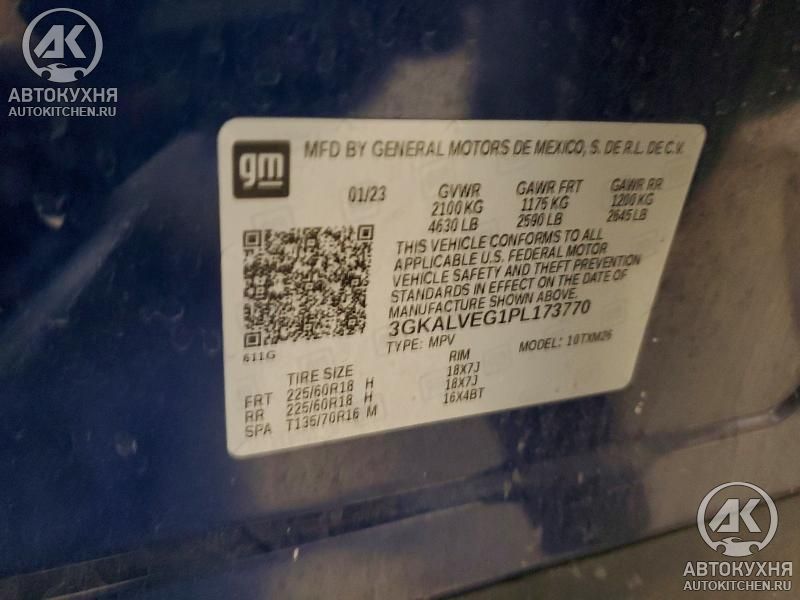 AK
АВТОКУХНЯ
AUTOKITCHEN.RU
gm
MFD BY GENERAL MOTORS DE MEXICO, S. DE R.L. DE C.V.
01/23 GVWR GAWR FRT GAWR RR
2100 KG 1175 KG 1200 KG
4630 LB 2590 LB 2645 LB
THIS VEHICLE CONFORMS TO ALL
APPLICABLE U.S. FEDERAL MOTOR
VEHICLE SAFETY AND THEFT PREVENTION
STANDARDS IN EFFECT ON THE DATE OF
MANUFACTURE SHOWN ABOVE.
3GKALVEG1PL173770
611G
TYPE: MPV MODEL: 10TXM26
TIRE SIZE RIM
FRT 225/60R18 H 18X7J
RR 225/60R18 H 18X7J
SPA T135/70R16 M 16X4BT
AK
АВТОКУХНЯ
AUTOKITCHEN.RU